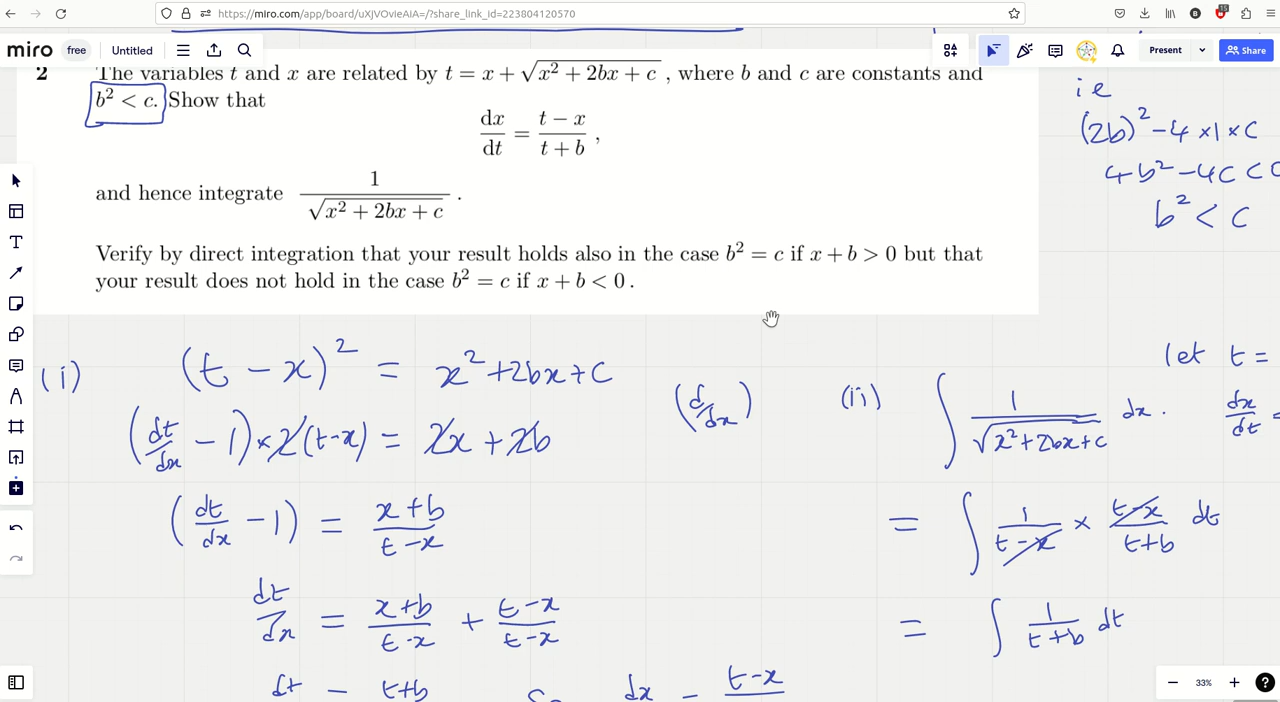 https://miro.com/app/board/uXjVOvieAIA=/?share_link_id=223804120570
15
miro free Untitled Present Share
2 The variables t and x are related by t = x + √(x² + 2bx + c) , where b and c are constants and
b² < c. Show that
dx/dt = (t − x)/(t + b) ,
and hence integrate 1/√(x² + 2bx + c) .
Verify by direct integration that your result holds also in the case b² = c if x + b > 0 but that
your result does not hold in the case b² = c if x + b < 0 .
ie
(2b)² − 4 × 1 × c
4b² − 4c < 0
b² < c
(i) (t − x)² = x² + 2bx + c
(dt/dx − 1) × 2(t−x) = 2x + 2b (d/dx)
(dt/dx − 1) = (x + b)/(t − x)
dt/dx = (x + b)/(t − x) + (t − x)/(t − x)
dt – t+b So dx – t−x
let t =
(ii) ∫ 1/√(x² + 2bx + c) dx. dx/dt =
= ∫ 1/(t − x) × (t − x)/(t + b) dt
= ∫ 1/(t + b) dt
33%